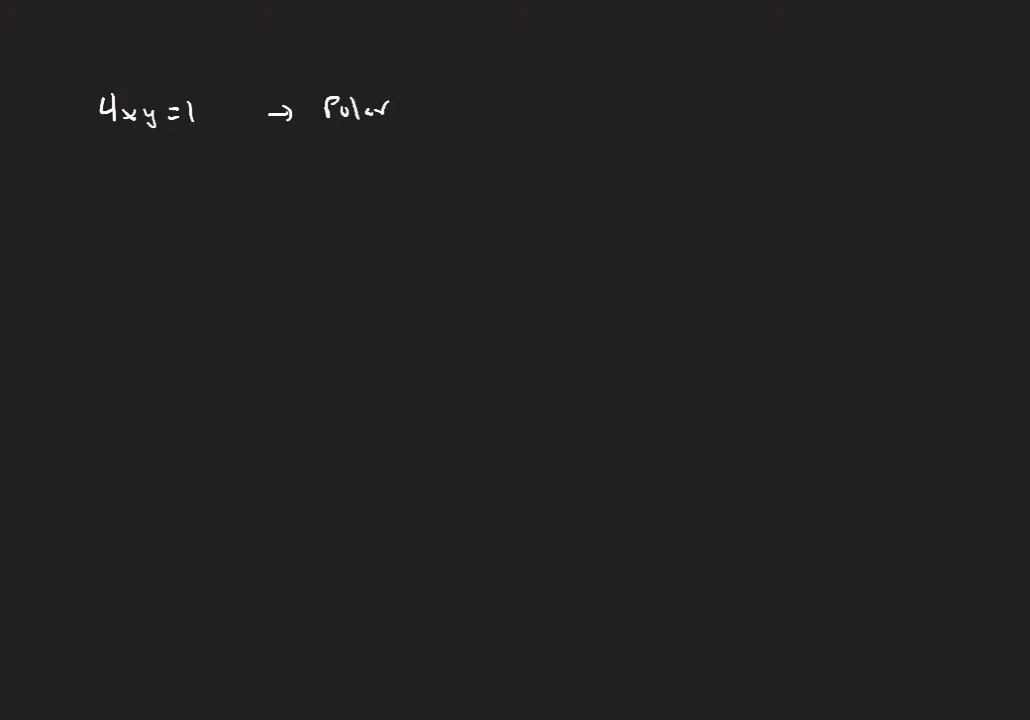 4xy = 1 → Polar